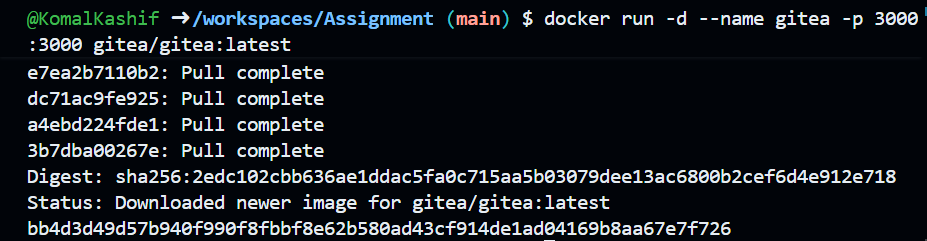 @KomalKashif ➜/workspaces/Assignment (main) $ docker run -d --name gitea -p 3000
:3000 gitea/gitea:latest
e7ea2b7110b2: Pull complete
dc71ac9fe925: Pull complete
a4ebd224fde1: Pull complete
3b7dba00267e: Pull complete
Digest: sha256:2edc102cbb636ae1ddac5fa0c715aa5b03079dee13ac6800b2cef6d4e912e718
Status: Downloaded newer image for gitea/gitea:latest
bb4d3d49d57b940f990f8fbbf8e62b580ad43cf914de1ad04169b8aa67e7f726